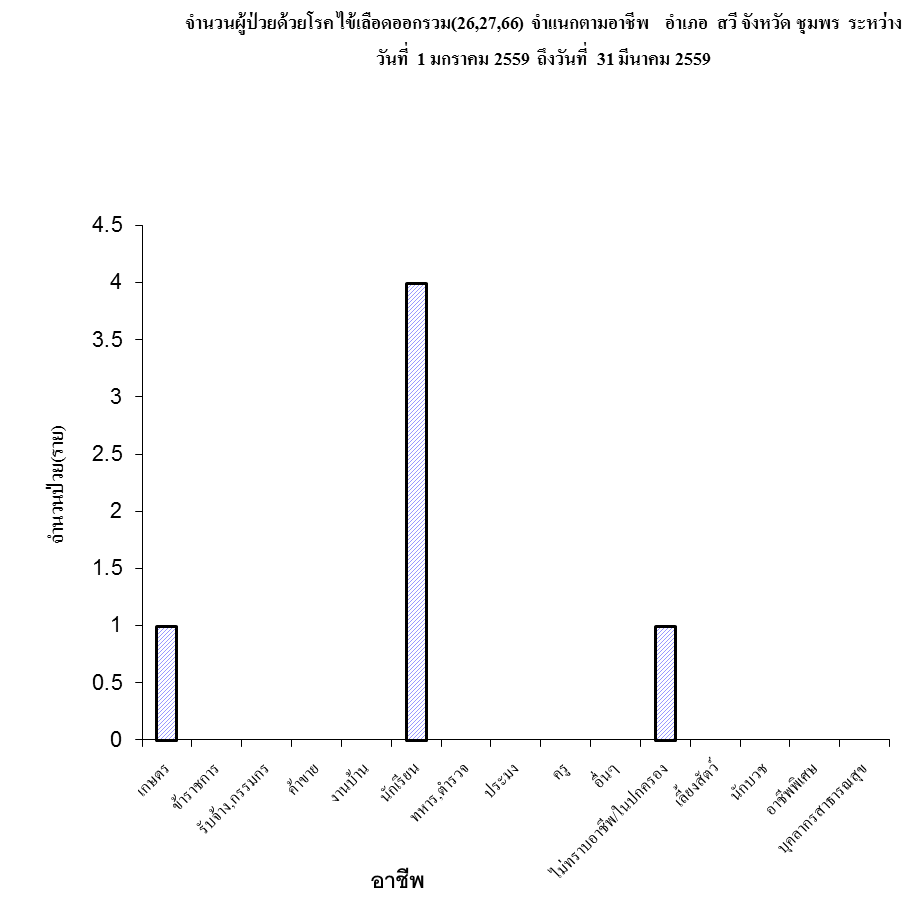 จำนวนผู้ป่วยด้วยโรค ไข้เลือดออกรวม(26,27,66) จำแนกตามอาชีพ อำเภอ สวี จังหวัด ชุมพร ระหว่าง
วันที่ 1 มกราคม 2559 ถึงวันที่ 31 มีนาคม 2559
4.5
4
3.5
3
2.5
2
1.5
1
0.5
0
จำนวนป่วย(ราย)
เกษตร
ข้าราชการ
รับจ้าง,กรรมกร
ค้าขาย
งานบ้าน
นักเรียน
ทหาร,ตำรวจ
ประมง
ครู
อื่นๆ
ไม่ทราบอาชีพ/ในปกครอง
เลี้ยงสัตว์
นักบวช
อาชีพพิเศษ
บุคลากรสาธารณสุข
อาชีพ